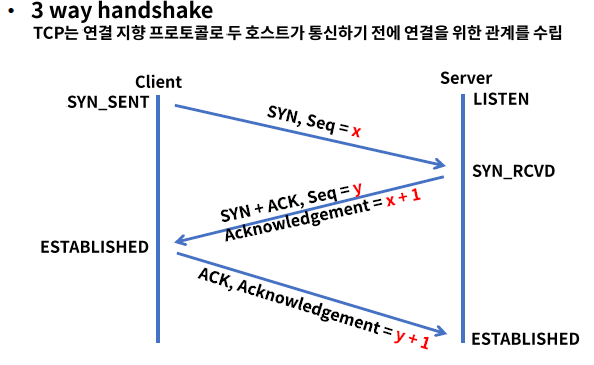 • 3 way handshake
TCP는 연결 지향 프로토콜로 두 호스트가 통신하기 전에 연결을 위한 관계를 수립
Client
Server
SYN_SENT
LISTEN
SYN, Seq = x
SYN_RCVD
SYN + ACK, Seq = y
Acknowledgement = x + 1
ESTABLISHED
ACK, Acknowledgement = y + 1
ESTABLISHED